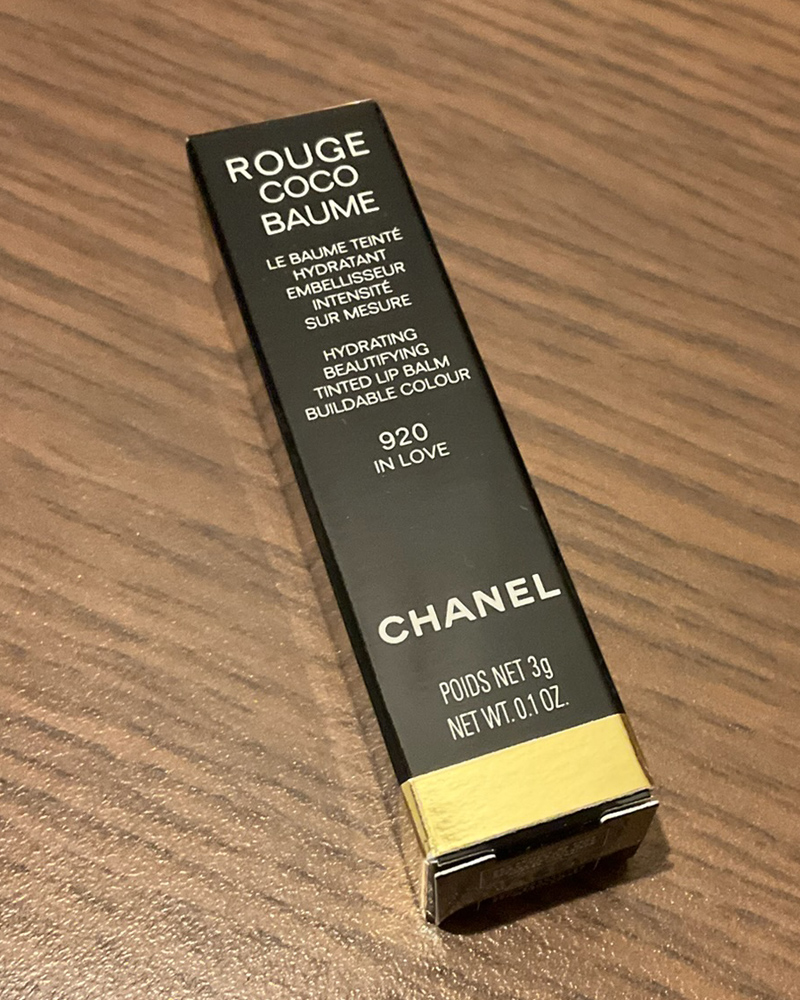 ROUGE
COCO
BAUME
LE BAUME TEINTÉ
HYDRATANT
EMBELLISSEUR
INTENSITÉ
SUR MESURE
HYDRATING
BEAUTIFYING
TINTED LIP BALM
BUILDABLE COLOUR
920
IN LOVE
CHANEL
POIDS NET 3g
NET WT. 0.1 OZ.